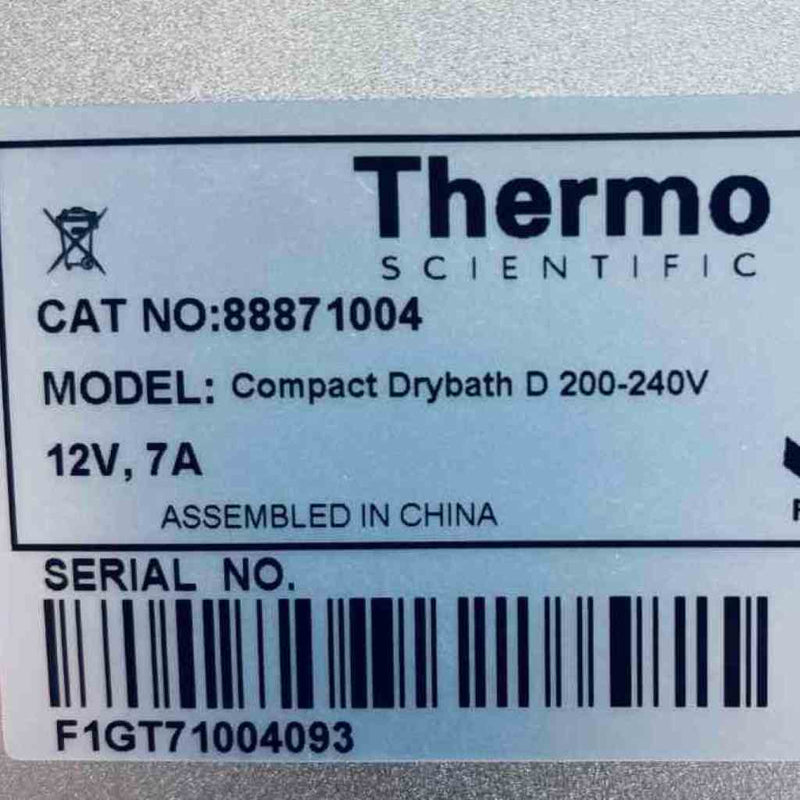 Thermo
SCIENTIFIC
CAT NO:88871004
MODEL: Compact Drybath D 200-240V
12V, 7A
ASSEMBLED IN CHINA
SERIAL NO.
F1GT71004093